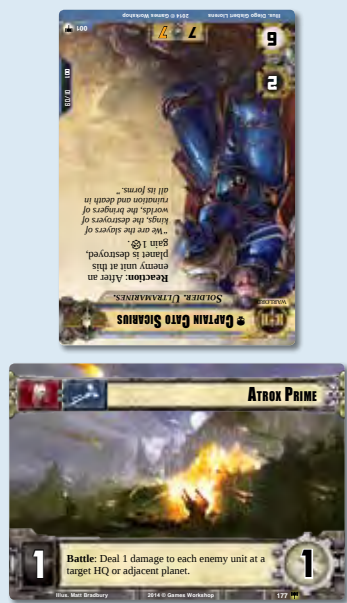 CAPTAIN CATO SICARIUS
WARLORD
SOLDIER. ULTRAMARINES.
Reaction: After an
enemy unit at this
planet is destroyed,
gain 1
"We are the slayers of
kings, the destroyers of
worlds, the bringers of
ruination and death in
all its forms."
2
6
7 7
Illus. Diego Gisbert Llorens
2014 © Games Workshop
001
ATROX PRIME
1
Battle: Deal 1 damage to each enemy unit at a
target HQ or adjacent planet.
1
Illus. Matt Bradbury
2014 © Games Workshop
177